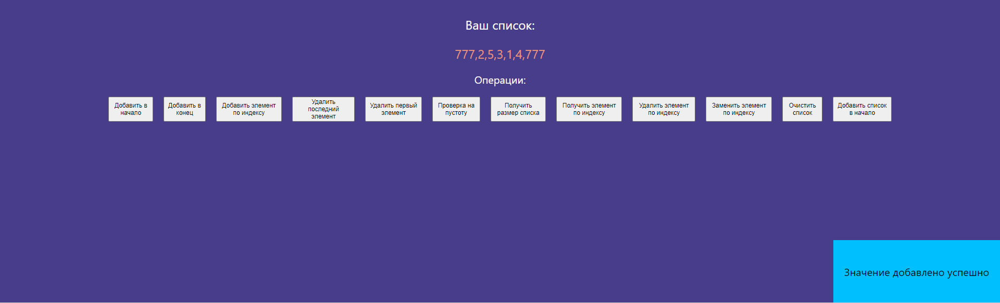 Ваш список:
777,2,5,3,1,4,777
Операции:
Добавить в
начало
Добавить в
конец
Добавить элемент
по индексу
Удалить
последний
элемент
Удалить первый
элемент
Проверка на
пустоту
Получить
размер списка
Получить элемент
по индексу
Удалить элемент
по индексу
Заменить элемент
по индексу
Очистить
список
Добавить список
в начало
Значение добавлено успешно